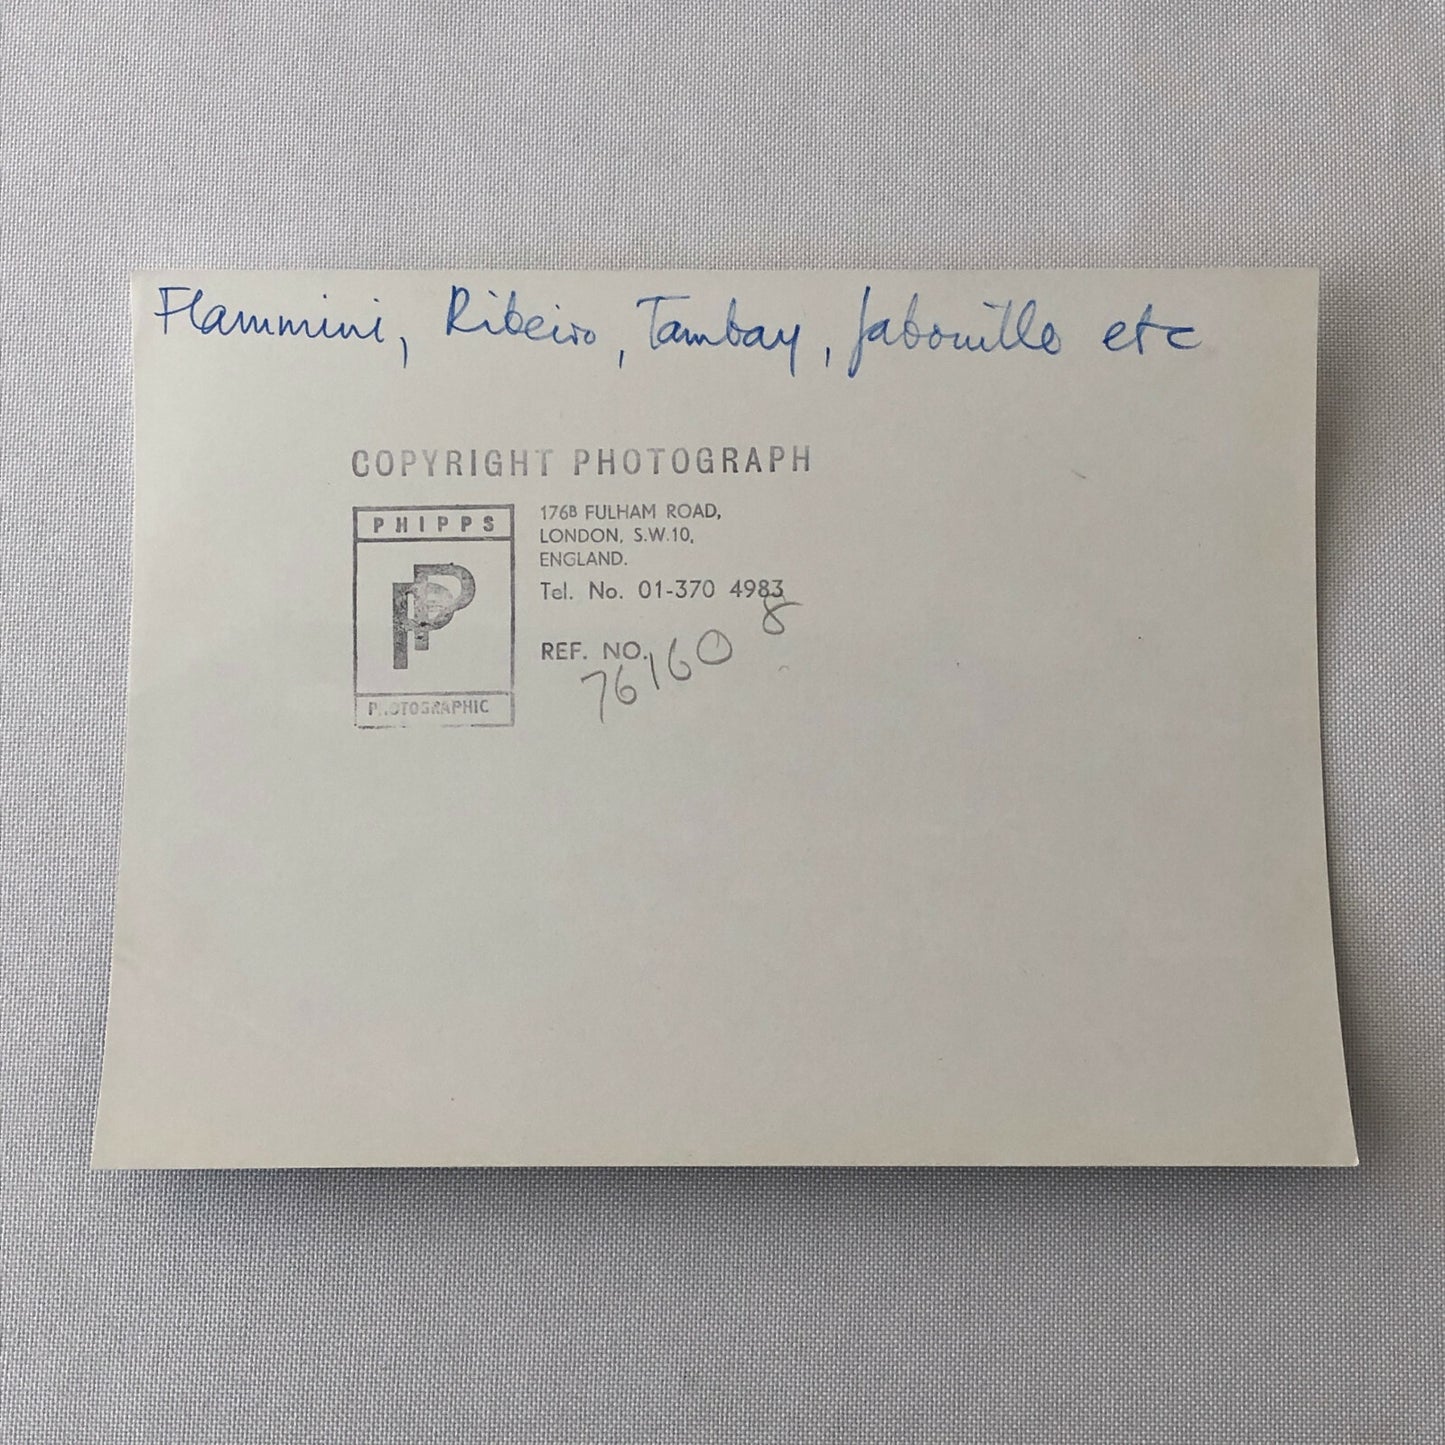 Flammini, Ribeiro, Tambay, Jabouille etc
COPYRIGHT PHOTOGRAPH
PHIPPS
PP
PHOTOGRAPHIC
176B FULHAM ROAD,
LONDON, S.W.10,
ENGLAND.
Tel. No. 01-370 4983
8
REF. NO.
76160